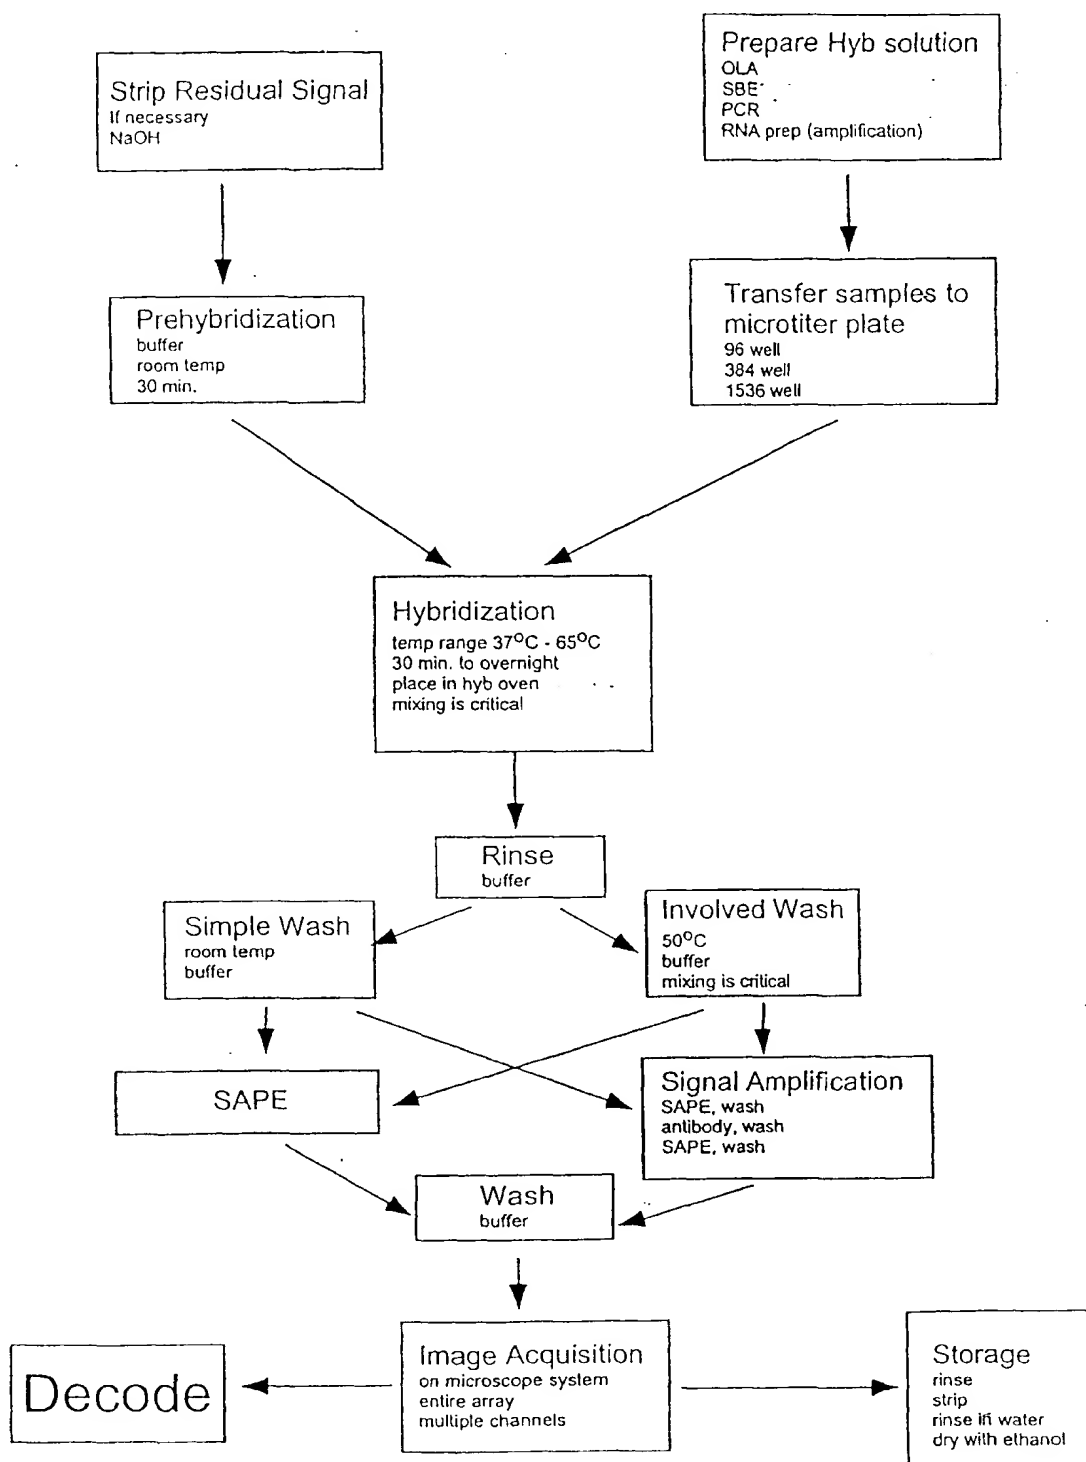 Strip Residual Signal
If necessary
NaOH
Prepare Hyb solution
OLA
SBE
PCR
RNA prep (amplification)
Prehybridization
buffer
room temp
30 min.
Transfer samples to
microtiter plate
96 well
384 well
1536 well
Hybridization
temp range 37°C - 65°C
30 min. to overnight
place in hyb oven
mixing is critical
Rinse
buffer
Simple Wash
room temp
buffer
Involved Wash
50°C
buffer
mixing is critical
SAPE
Signal Amplification
SAPE, wash
antibody, wash
SAPE, wash
Wash
buffer
Decode
Image Acquisition
on microscope system
entire array
multiple channels
Storage
rinse
strip
rinse in water
dry with ethanol